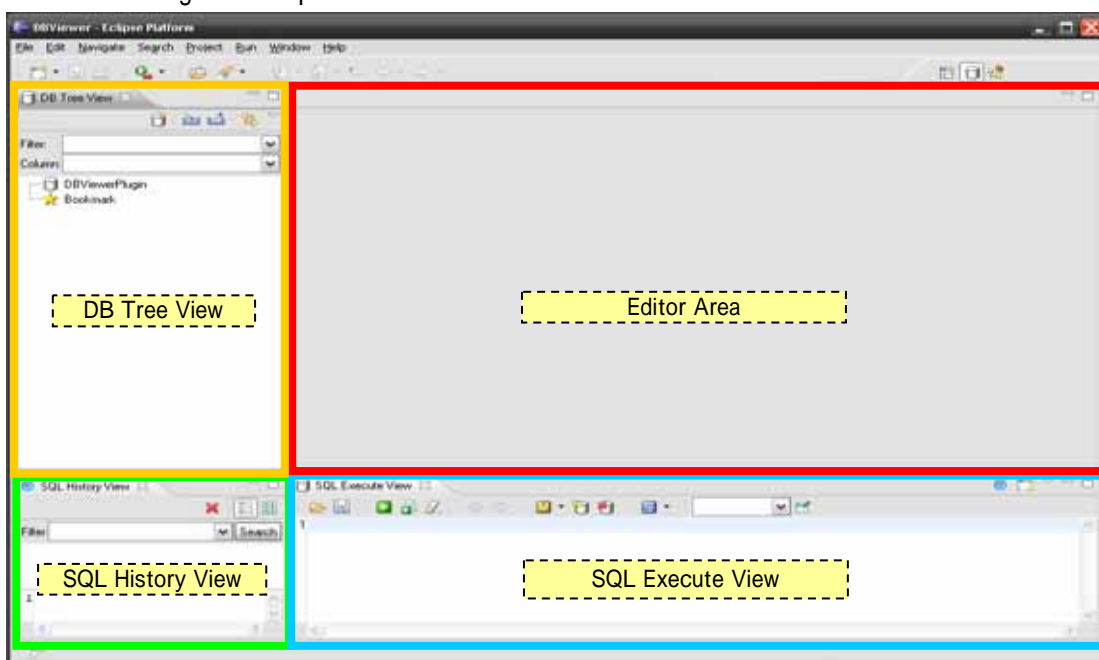 DBViewer - Eclipse Platform
File Edit Navigate Search Project Run Window Help
DB Tree View
Filter:
Column:
DBViewerPlugin
Bookmark
DB Tree View
Editor Area
SQL History View
Filter
Search
SQL History View
1
SQL Execute View
1
SQL Execute View